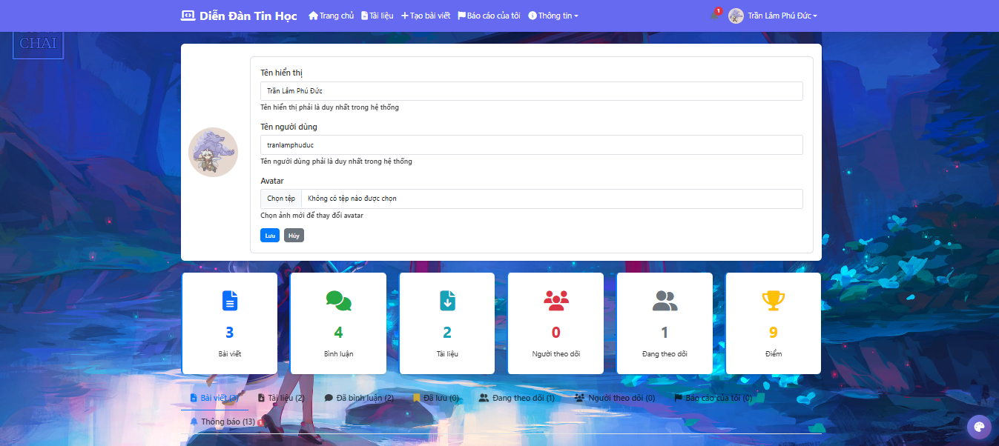 Diễn Đàn Tin Học Trang chủ Tài liệu Tạo bài viết Báo cáo của tôi Thông tin 1 Trần Lâm Phú Đức
CHAI
Tên hiển thị
Trần Lâm Phú Đức
Tên hiển thị phải là duy nhất trong hệ thống
Tên người dùng
tranlamphuduc
Tên người dùng phải là duy nhất trong hệ thống
Avatar
Chọn tệp Không có tệp nào được chọn
Chọn ảnh mới để thay đổi avatar
Lưu Hủy
3 4 2 0 1 9
Bài viết Bình luận Tài liệu Người theo dõi Đang theo dõi Điểm
Bài viết (3) Tài liệu (2) Đã bình luận (2) Đã lưu (0) Đang theo dõi (1) Người theo dõi (0) Báo cáo của tôi (0)
Thông báo (13) 1